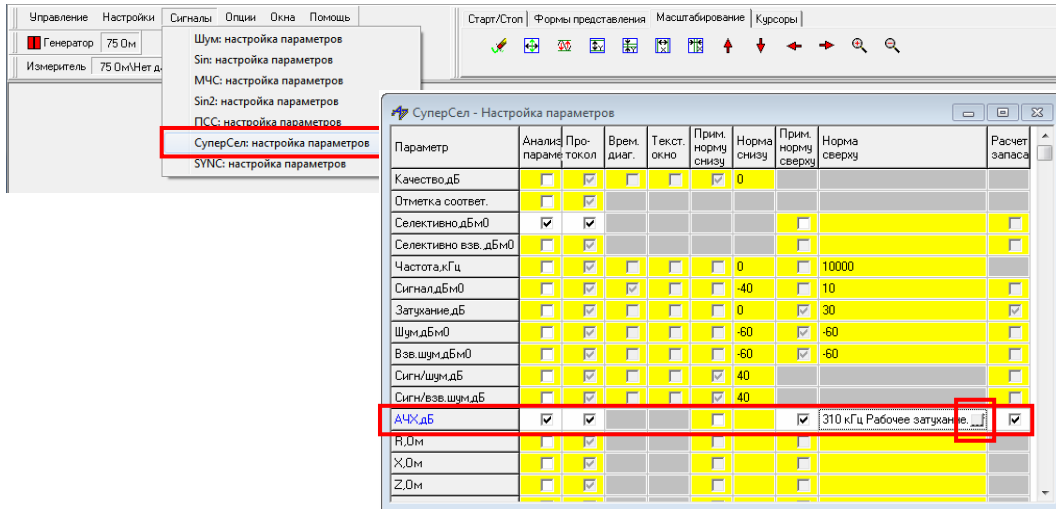 Управление Настройки Сигналы Опции Окна Помощь
Генератор 75 Ом
Измеритель 75 Ом\Нет д
Шум: настройка параметров
Sin: настройка параметров
МЧС: настройка параметров
Sin2: настройка параметров
ПСС: настройка параметров
СуперСел: настройка параметров
SYNC: настройка параметров
Старт/Стоп Формы представления Масштабирование Курсоры
СуперСел - Настройка параметров
Параметр Анализ параме Про-токол Врем. диаг. Текст. окно Прим. норму снизу Норма снизу Прим. норму сверху Норма сверху Расчет запаса
Качество,дБ 0
Отметка соответ.
Селективно,дБм0
Селективно взв.,дБм0
Частота,кГц 0 10000
Сигнал,дБм0 -40 10
Затухание,дБ 0 30
Шум,дБм0 -60 -60
Взв.шум,дБм0 -60 -60
Сигн/шум,дБ 40
Сигн/взв.шум,дБ 40
АЧХ,дБ 310 кГц Рабочее затухание.
R,Ом
X,Ом
Z,Ом